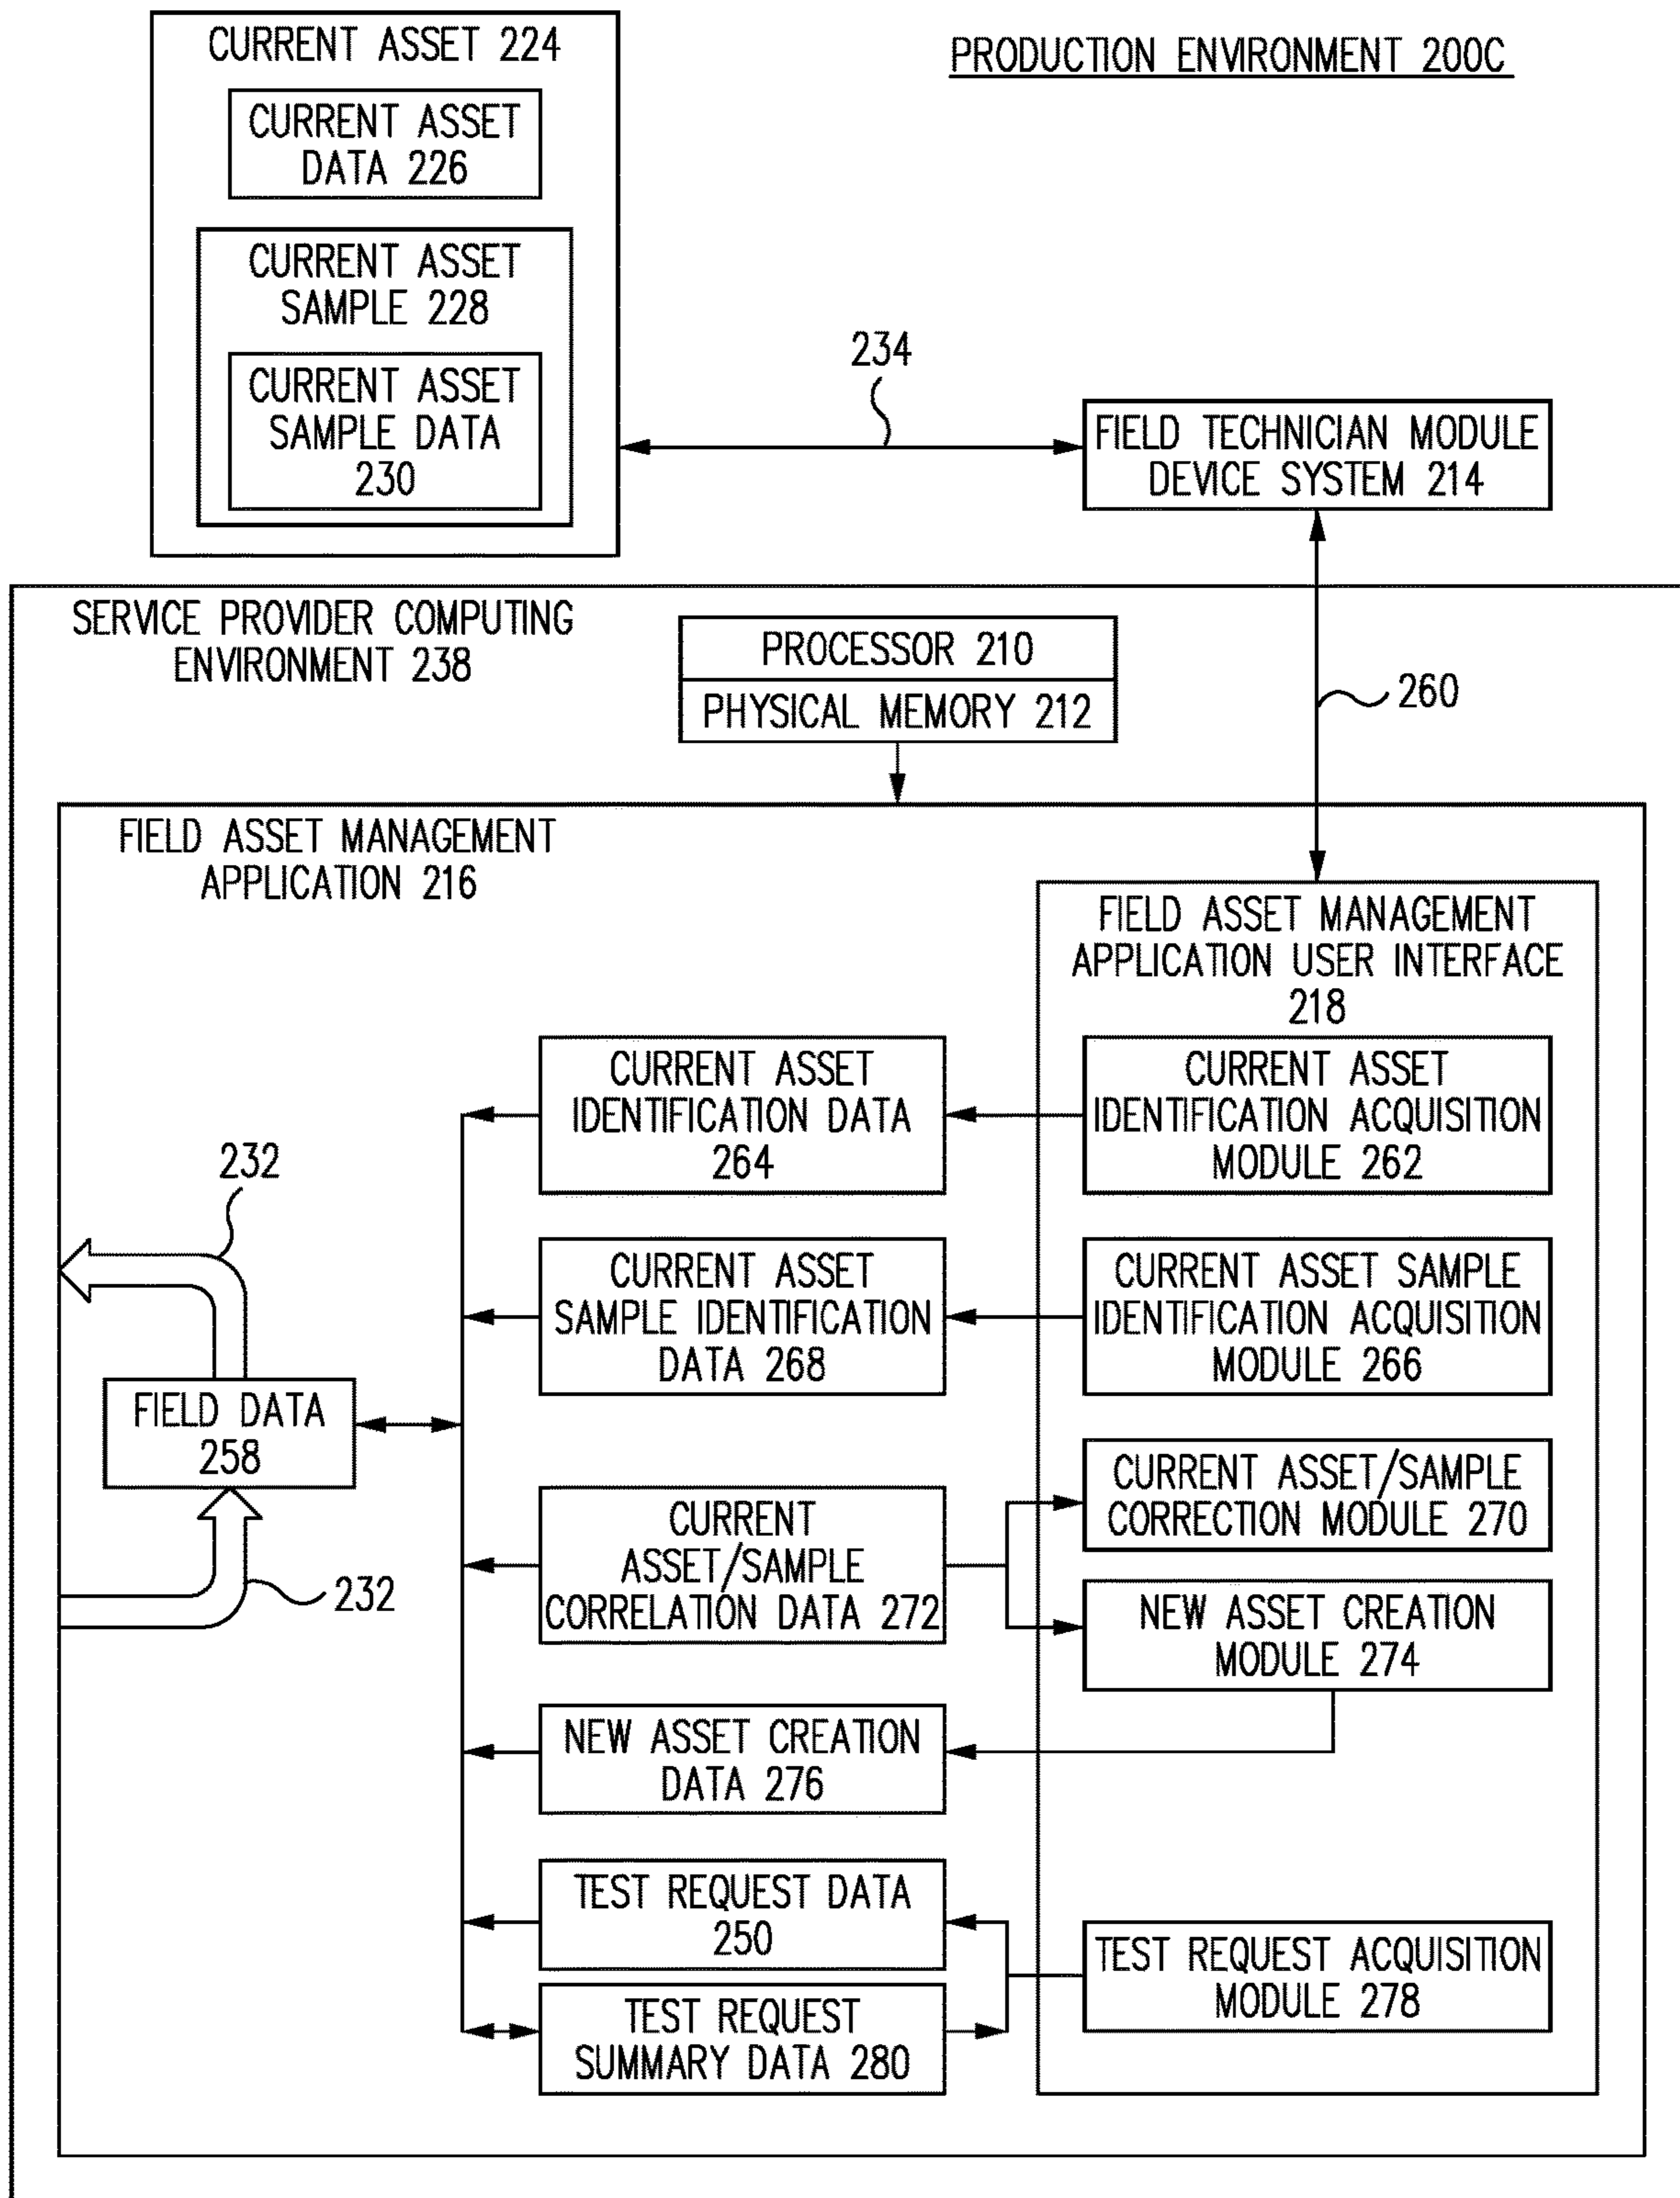 PRODUCTION ENVIRONMENT 200C
CURRENT ASSET 224
CURRENT ASSET
DATA 226
CURRENT ASSET
SAMPLE 228
CURRENT ASSET
SAMPLE DATA
230
234
FIELD TECHNICIAN MODULE
DEVICE SYSTEM 214
SERVICE PROVIDER COMPUTING
ENVIRONMENT 238
PROCESSOR 210
PHYSICAL MEMORY 212
260
FIELD ASSET MANAGEMENT
APPLICATION 216
FIELD ASSET MANAGEMENT
APPLICATION USER INTERFACE
218
CURRENT ASSET
IDENTIFICATION DATA
264
CURRENT ASSET
IDENTIFICATION ACQUISITION
MODULE 262
232
CURRENT ASSET
SAMPLE IDENTIFICATION
DATA 268
CURRENT ASSET SAMPLE
IDENTIFICATION ACQUISITION
MODULE 266
FIELD DATA
258
CURRENT ASSET/SAMPLE
CORRECTION MODULE 270
CURRENT
ASSET/SAMPLE
CORRELATION DATA 272
232
NEW ASSET CREATION
MODULE 274
NEW ASSET CREATION
DATA 276
TEST REQUEST DATA
250
TEST REQUEST ACQUISITION
MODULE 278
TEST REQUEST
SUMMARY DATA 280